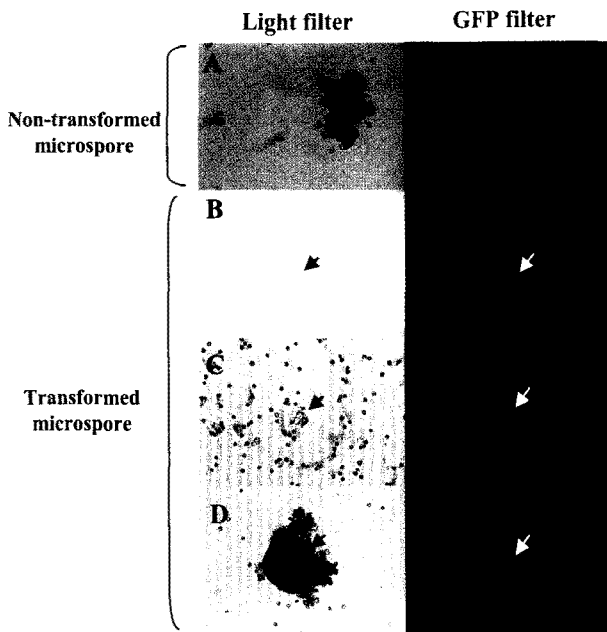 Light filter GFP filter
A
Non-transformed
microspore
B
C
Transformed
microspore
D